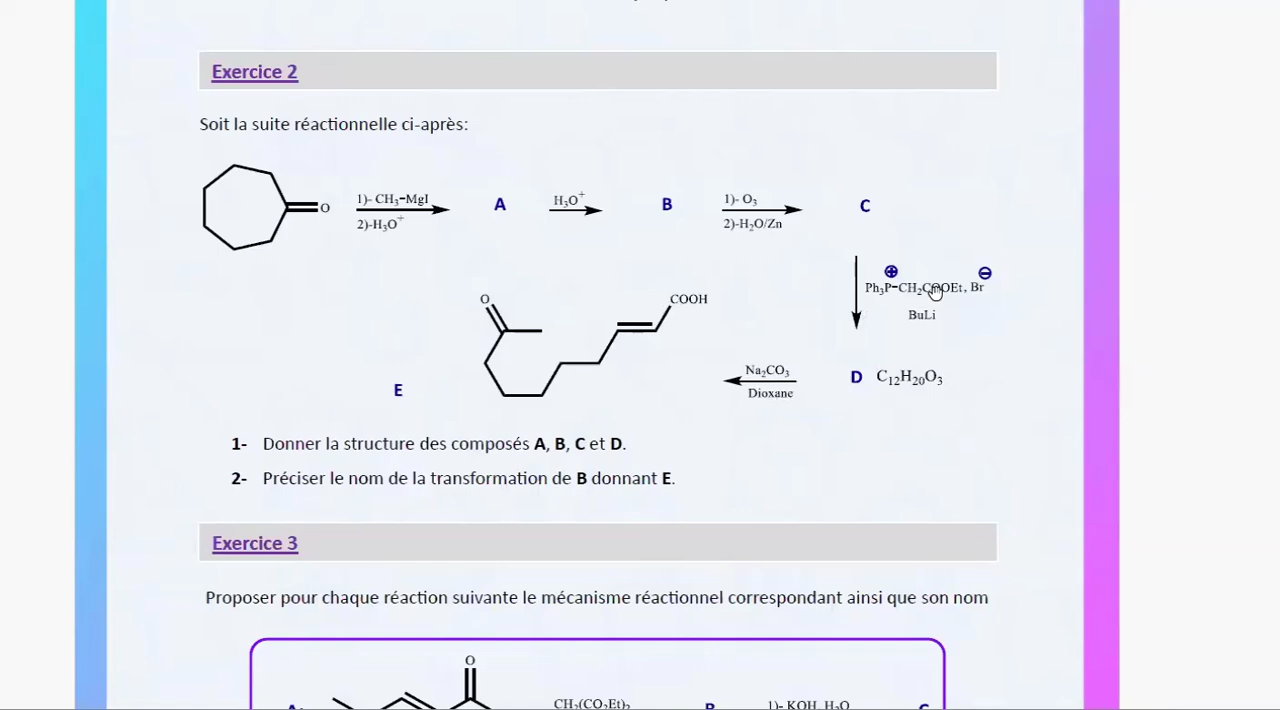 Exercice 2
Soit la suite réactionnelle ci-après:
O
1)- CH₃-MgI
2)-H₃O⁺
A
H₃O⁺
B
1)- O₃
2)-H₂O/Zn
C
⊕ ⊖
Ph₃P-CH₂COOEt, Br
BuLi
O
COOH
E
Na₂CO₃
Dioxane
D C₁₂H₂₀O₃
1- Donner la structure des composés A, B, C et D.
2- Préciser le nom de la transformation de B donnant E.
Exercice 3
Proposer pour chaque réaction suivante le mécanisme réactionnel correspondant ainsi que son nom
O
CH₂(CO₂Et)₂
1)- KOH, H₂O